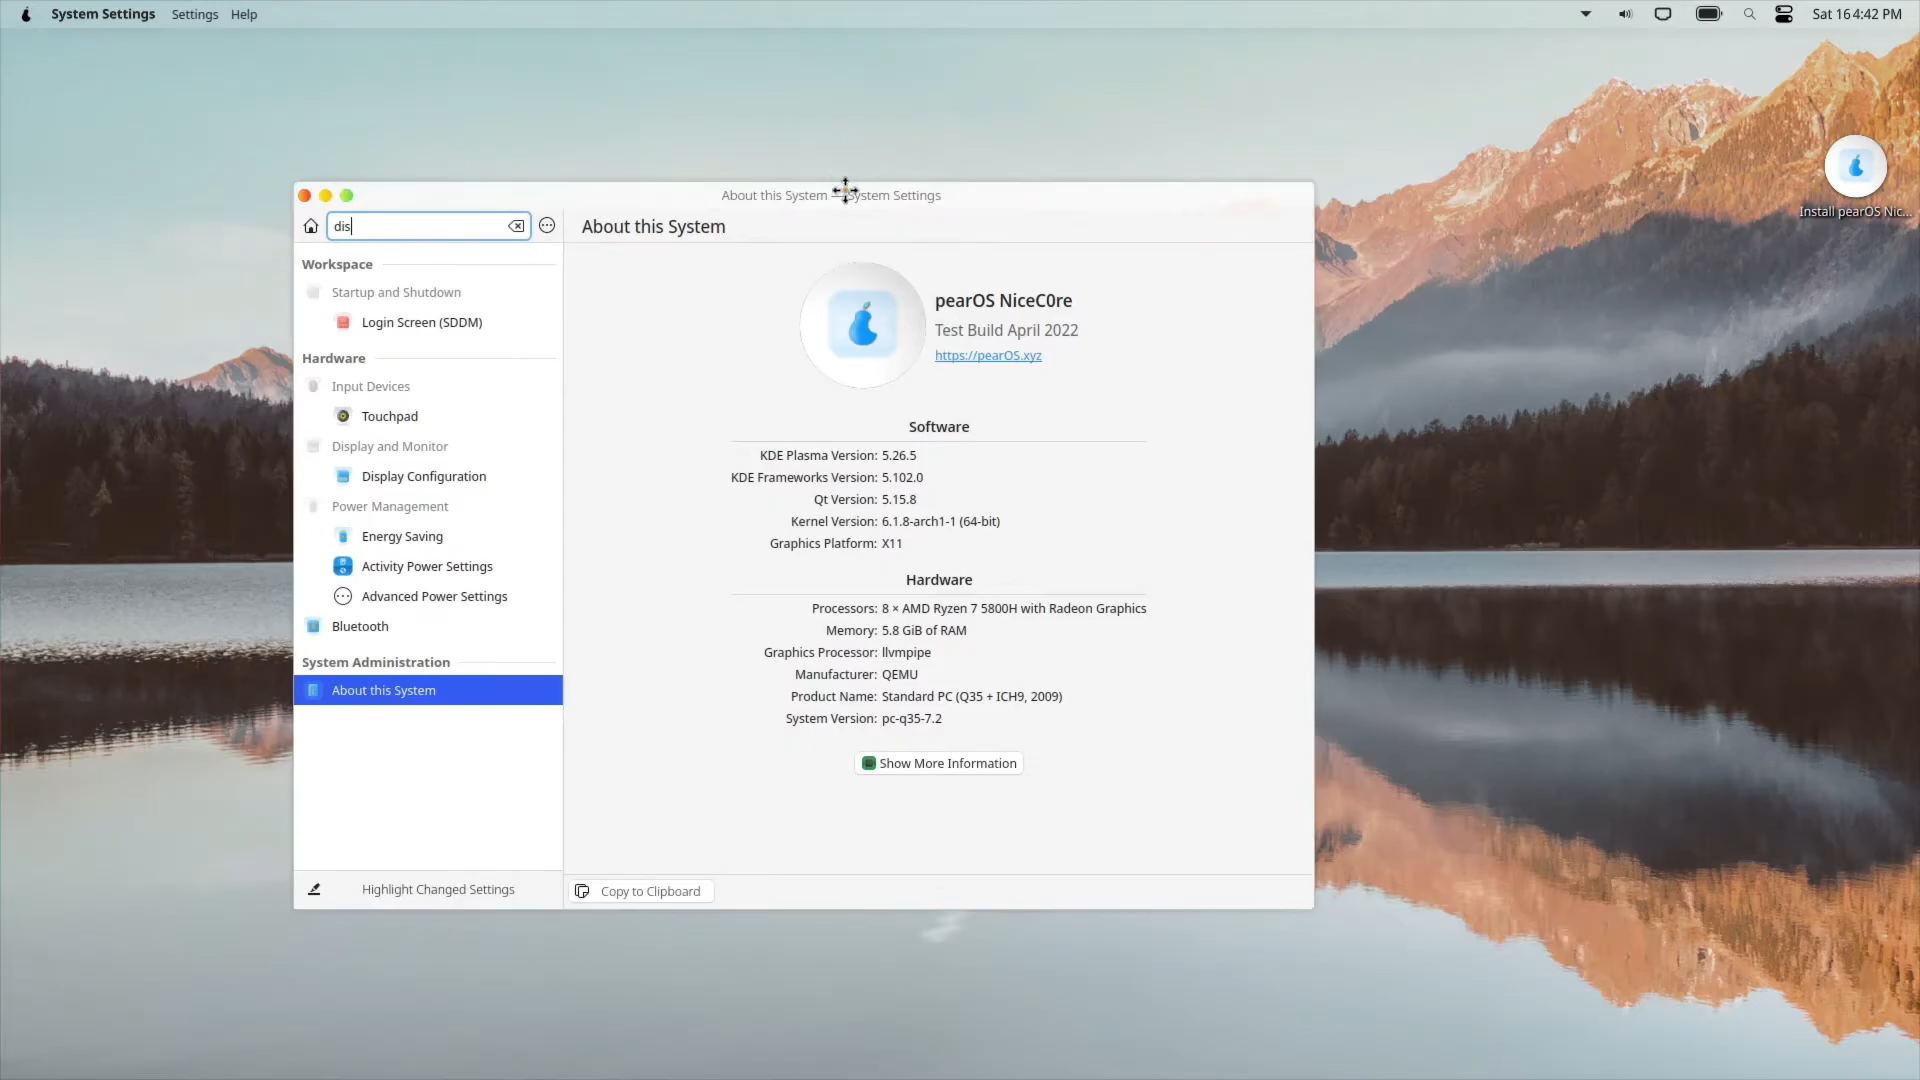 System Settings Settings Help
Sat 16 4:42 PM
Install pearOS Nic...
About this System — System Settings
dis
About this System
Workspace
Startup and Shutdown
Login Screen (SDDM)
Hardware
Input Devices
Touchpad
Display and Monitor
Display Configuration
Power Management
Energy Saving
Activity Power Settings
Advanced Power Settings
Bluetooth
System Administration
About this System
Highlight Changed Settings
pearOS NiceC0re
Test Build April 2022
https://pearOS.xyz
Software
KDE Plasma Version: 5.26.5
KDE Frameworks Version: 5.102.0
Qt Version: 5.15.8
Kernel Version: 6.1.8-arch1-1 (64-bit)
Graphics Platform: X11
Hardware
Processors: 8 × AMD Ryzen 7 5800H with Radeon Graphics
Memory: 5.8 GiB of RAM
Graphics Processor: llvmpipe
Manufacturer: QEMU
Product Name: Standard PC (Q35 + ICH9, 2009)
System Version: pc-q35-7.2
Show More Information
Copy to Clipboard